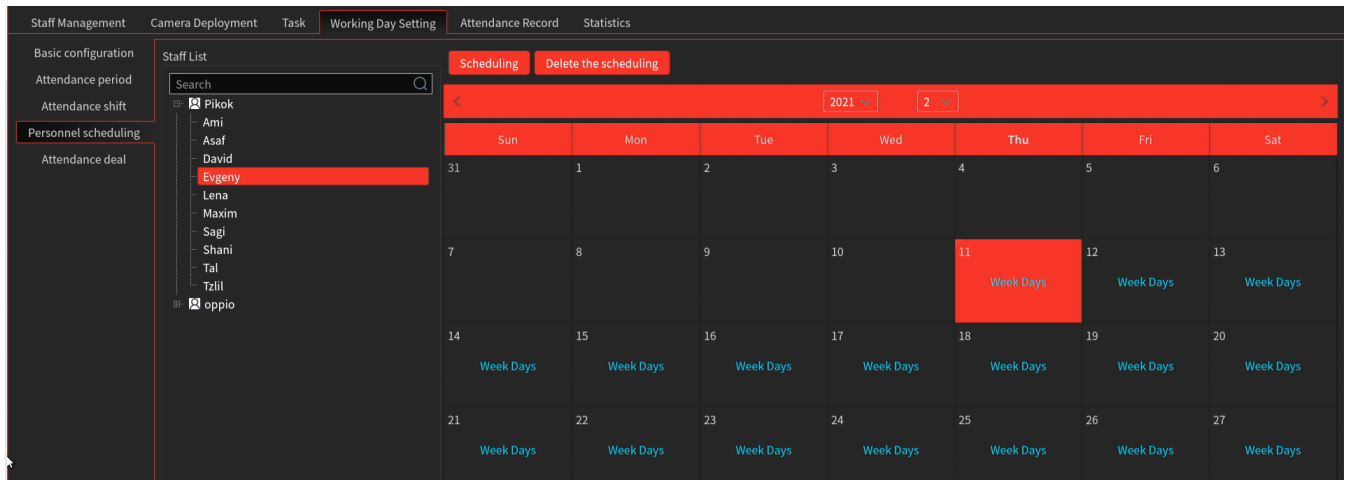 Staff Management Camera Deployment Task Working Day Setting Attendance Record Statistics
Basic configuration
Attendance period
Attendance shift
Personnel scheduling
Attendance deal
Staff List
Search
Pikok
Ami
Asaf
David
Evgeny
Lena
Maxim
Sagi
Shani
Tal
Tzlil
oppio
Scheduling Delete the scheduling
2021 2
Sun Mon Tue Wed Thu Fri Sat
31 1 2 3 4 5 6
7 8 9 10 11 12 13
Week Days Week Days Week Days
14 15 16 17 18 19 20
Week Days Week Days Week Days Week Days Week Days Week Days Week Days
21 22 23 24 25 26 27
Week Days Week Days Week Days Week Days Week Days Week Days Week Days